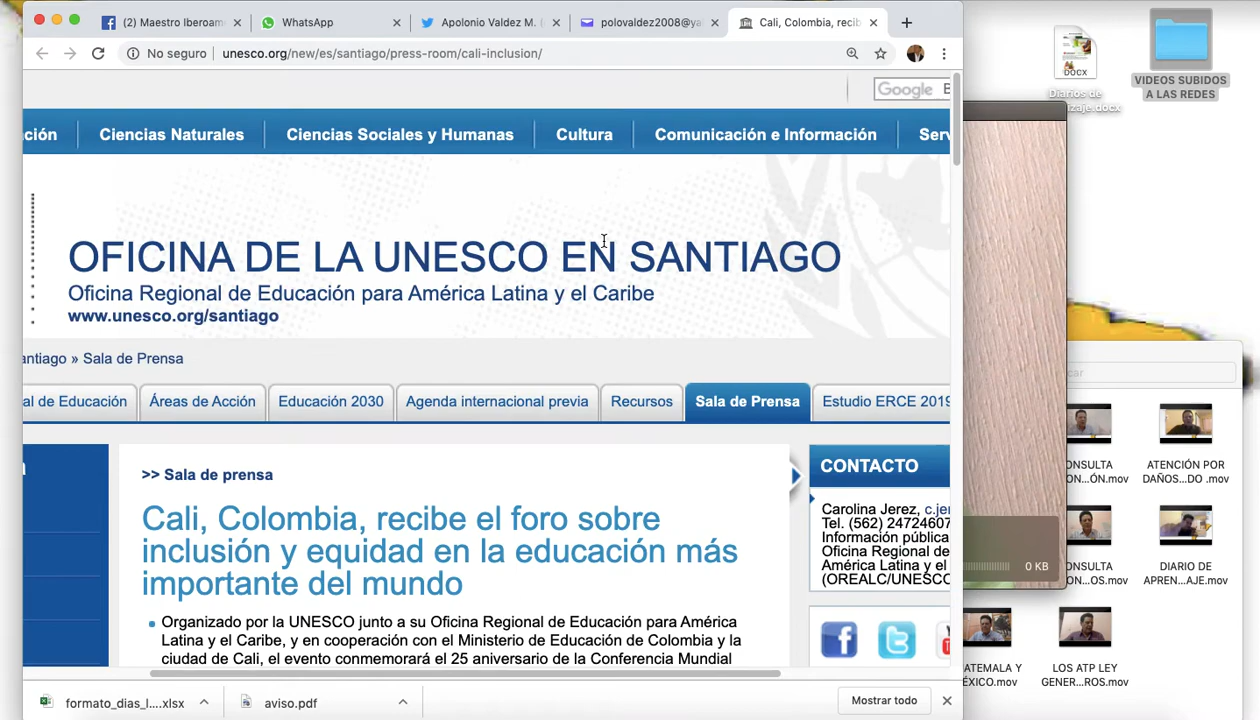 (2) Maestro Iberoam
WhatsApp
Apolonio Valdez M. (
polovaldez2008@ya
Cali, Colombia, recib
No seguro
unesco.org/new/es/santiago/press-room/cali-inclusion/
Google
ción
Ciencias Naturales
Ciencias Sociales y Humanas
Cultura
Comunicación e Información
Serv
OFICINA DE LA UNESCO EN SANTIAGO
Oficina Regional de Educación para América Latina y el Caribe
www.unesco.org/santiago
antiago » Sala de Prensa
al de Educación
Áreas de Acción
Educación 2030
Agenda internacional previa
Recursos
Sala de Prensa
Estudio ERCE 2019
>> Sala de prensa
Cali, Colombia, recibe el foro sobre
inclusión y equidad en la educación más
importante del mundo
Organizado por la UNESCO junto a su Oficina Regional de Educación para América
Latina y el Caribe, y en cooperación con el Ministerio de Educación de Colombia y la
ciudad de Cali, el evento conmemorará el 25 aniversario de la Conferencia Mundial
CONTACTO
Carolina Jerez, c.jer
Tel. (562) 24724607
Información pública
Oficina Regional de
América Latina y el
(OREALC/UNESCO
formato_dias_l....xlsx
aviso.pdf
Mostrar todo
DOCX
Diarios de
zaje.docx
VIDEOS SUBIDOS
A LAS REDES
car
0 KB
ONSULTA
ON...ÓN.mov
ATENCIÓN POR
DAÑOS...DO .mov
ONSULTA
ON...OS.mov
DIARIO DE
APREN...AJE.mov
ATEMALA Y
ÉXICO.mov
LOS ATP LEY
GENER...ROS.mov